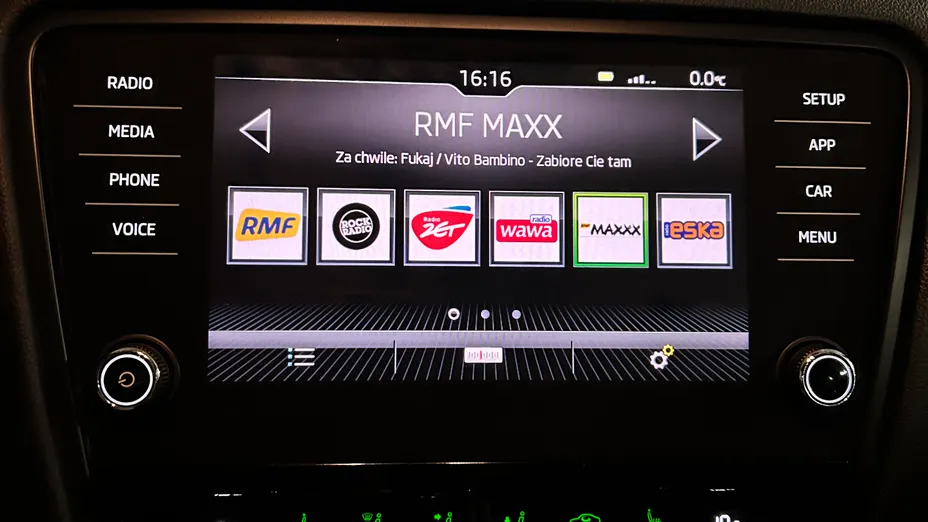 RADIO
MEDIA
PHONE
VOICE
16:16
0.0°C
RMF MAXX
Za chwile: Fukaj / Vito Bambino - Zabiore Cie tam
RMF
ROCK
RADIO
Radio
ZET
radio
wawa
MAXXX
eska
SETUP
APP
CAR
MENU